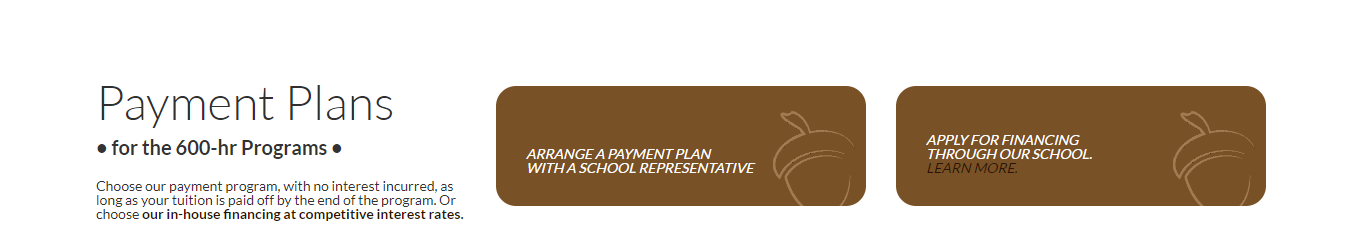 Payment Plans
• for the 600-hr Programs •
Choose our payment program, with no interest incurred, as
long as your tuition is paid off by the end of the program. Or
choose our in-house financing at competitive interest rates.
ARRANGE A PAYMENT PLAN
WITH A SCHOOL REPRESENTATIVE
APPLY FOR FINANCING
THROUGH OUR SCHOOL.
LEARN MORE.